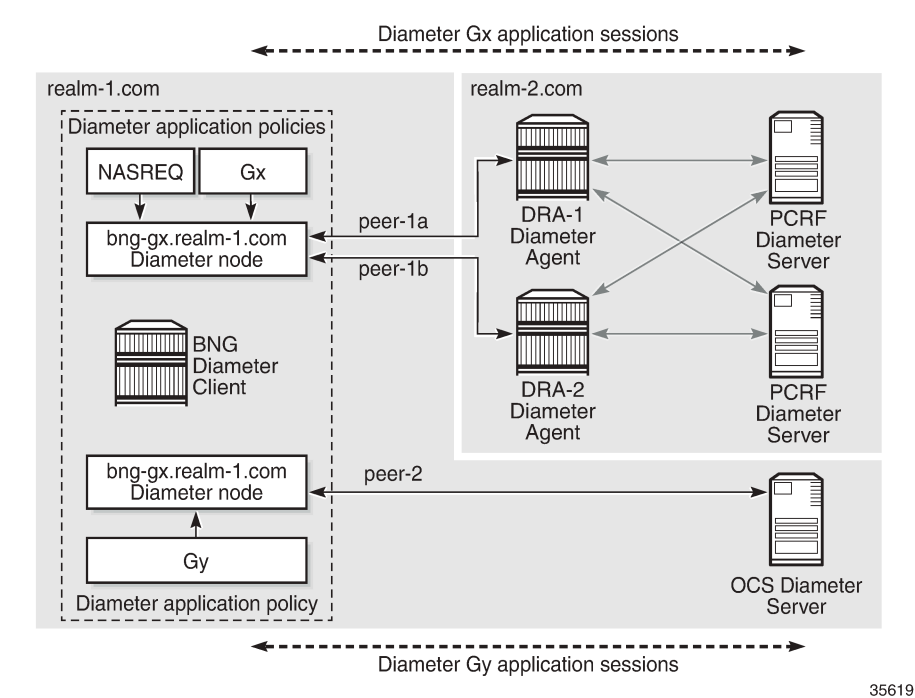 Diameter Gx application sessions
realm-1.com
realm-2.com
Diameter application policies
NASREQ
Gx
bng-gx.realm-1.com
Diameter node
peer-1a
peer-1b
DRA-1
Diameter
Agent
PCRF
Diameter
Server
BNG
Diameter
Client
DRA-2
Diameter
Agent
PCRF
Diameter
Server
bng-gx.realm-1.com
Diameter node
peer-2
Gy
Diameter application policy
OCS Diameter
Server
Diameter Gy application sessions
35619